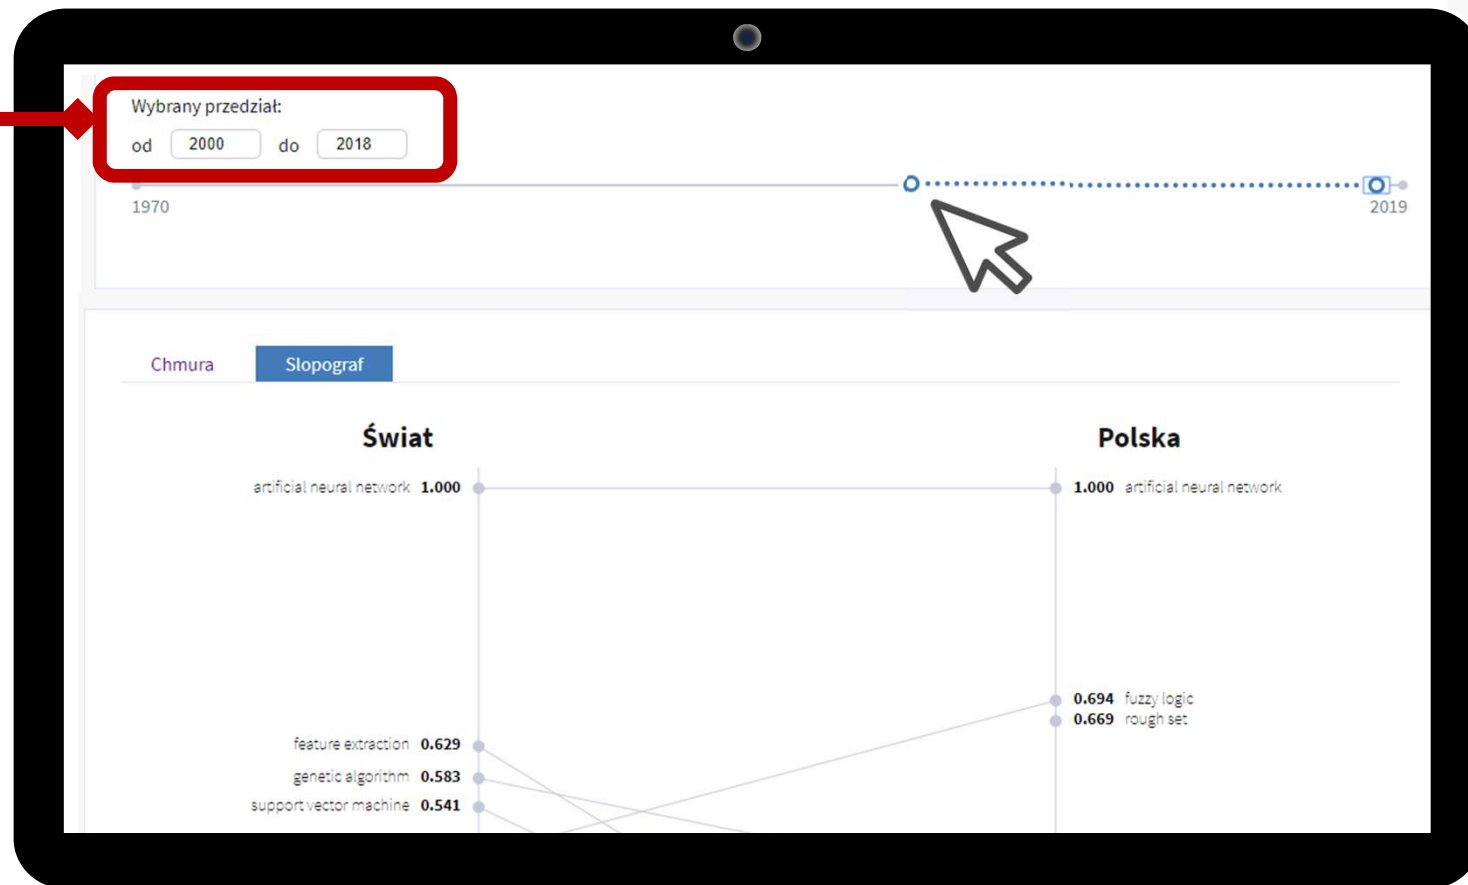 Wybrany przedział:
od 2000 do 2018
1970 2019
Chmura Slopograf
Świat Polska
artificial neural network 1.000 1.000 artificial neural network
0.694 fuzzy logic
0.669 rough set
feature extraction 0.629
genetic algorithm 0.583
support vector machine 0.541